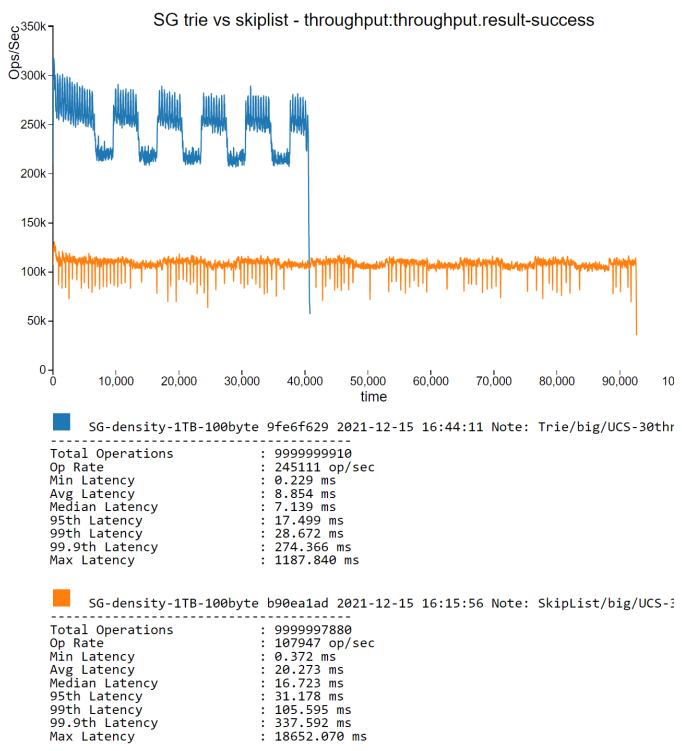 SG trie vs skiplist - throughput:throughput.result-success
Ops/Sec
350k
300k
250k
200k
150k
100k
50k
0
0 10,000 20,000 30,000 40,000 50,000 60,000 70,000 80,000 90,000 10
time
SG-density-1TB-100byte 9fe6f629 2021-12-15 16:44:11 Note: Trie/big/UCS-30thr
---------------------------------------
Total Operations : 9999999910
Op Rate : 245111 op/sec
Min Latency : 0.229 ms
Avg Latency : 8.854 ms
Median Latency : 7.139 ms
95th Latency : 17.499 ms
99th Latency : 28.672 ms
99.9th Latency : 274.366 ms
Max Latency : 1187.840 ms
SG-density-1TB-100byte b90ea1ad 2021-12-15 16:15:56 Note: SkipList/big/UCS-3
---------------------------------------
Total Operations : 9999997880
Op Rate : 107947 op/sec
Min Latency : 0.372 ms
Avg Latency : 20.273 ms
Median Latency : 16.723 ms
95th Latency : 31.178 ms
99th Latency : 105.595 ms
99.9th Latency : 337.592 ms
Max Latency : 18652.070 ms